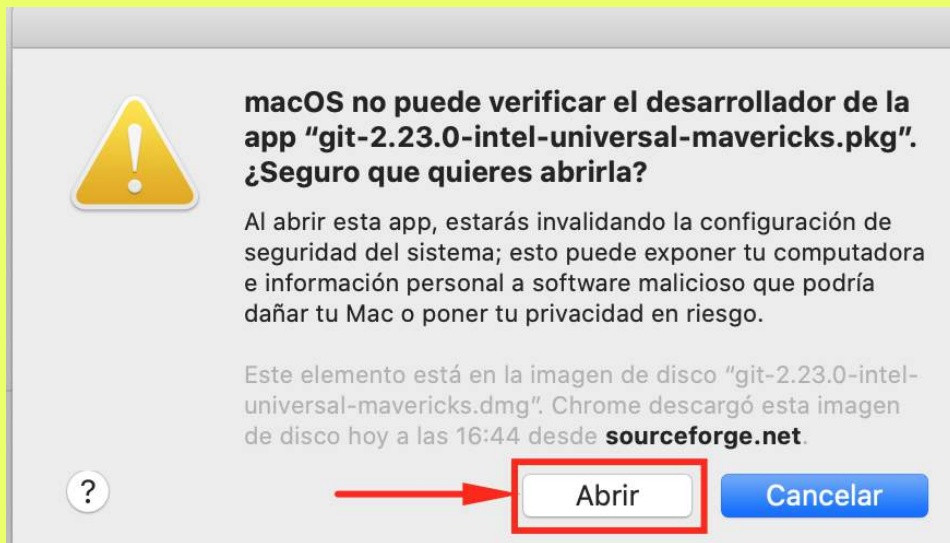 macOS no puede verificar el desarrollador de la
app “git-2.23.0-intel-universal-mavericks.pkg”.
¿Seguro que quieres abrirla?
Al abrir esta app, estarás invalidando la configuración de
seguridad del sistema; esto puede exponer tu computadora
e información personal a software malicioso que podría
dañar tu Mac o poner tu privacidad en riesgo.
Este elemento está en la imagen de disco “git-2.23.0-intel-
universal-mavericks.dmg”. Chrome descargó esta imagen
de disco hoy a las 16:44 desde sourceforge.net.
? Abrir Cancelar